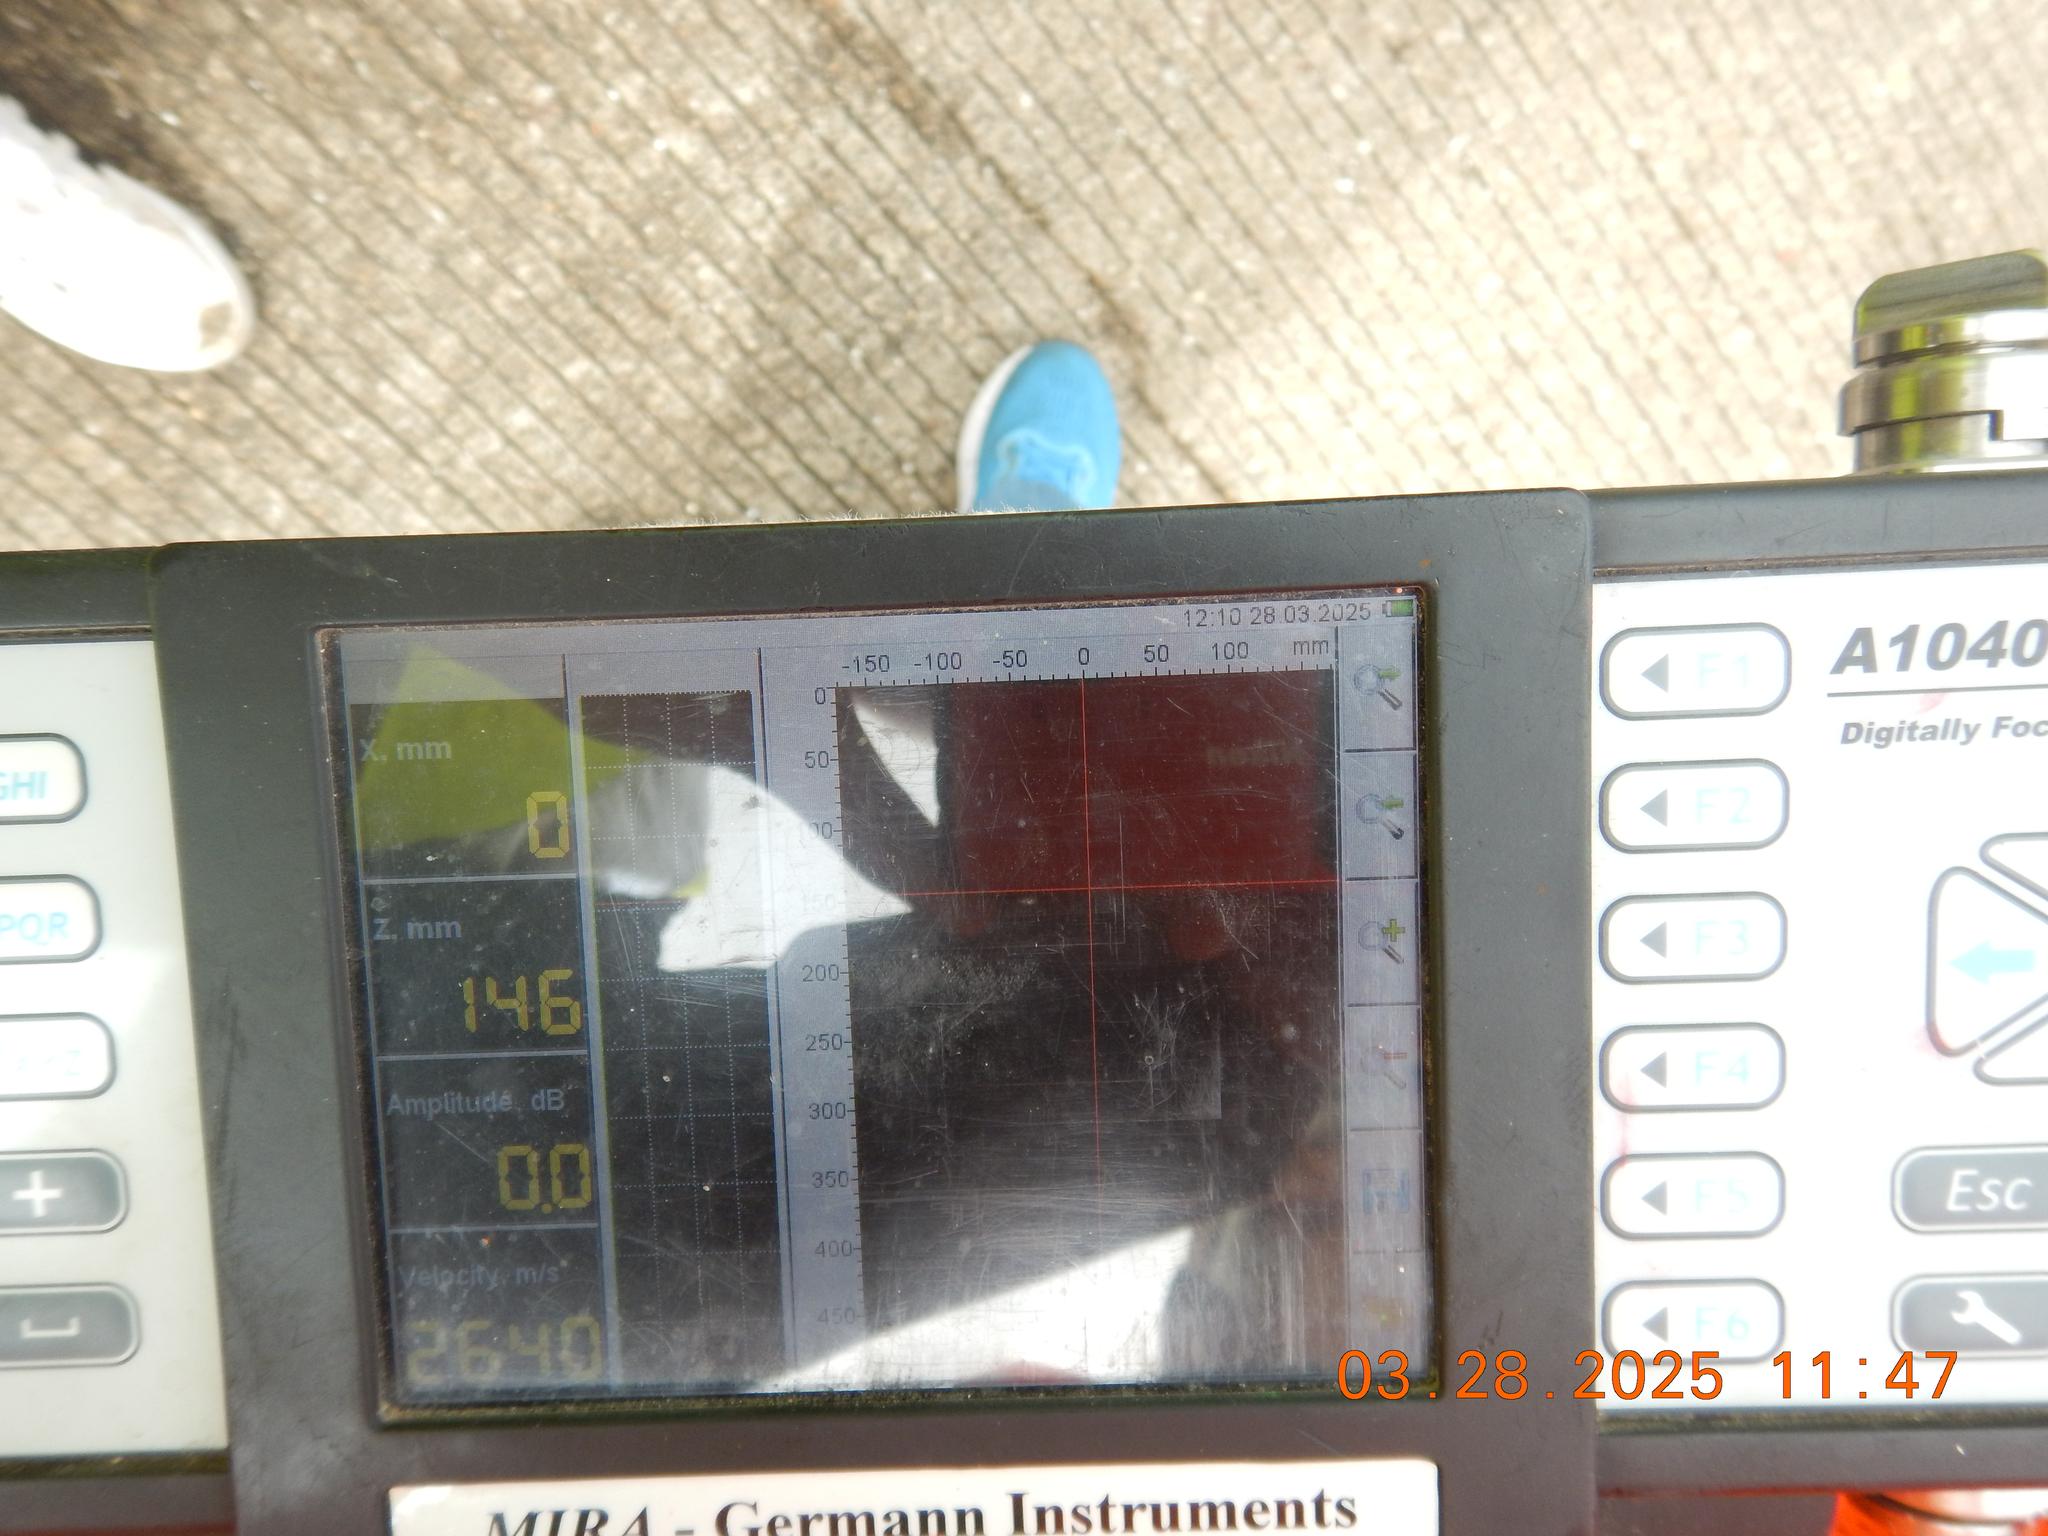 12:10 28.03.2025
-150 -100 -50 0 50 100 mm
0
50
100
150
200
250
300
350
400
450
X, mm
0
Z, mm
146
Amplitude, dB
0.0
Velocity, m/s
2640
GHI
PQR
+
F1
F2
F3
F4
F5
F6
A1040
Digitally Foc
Esc
MIRA - Germann Instruments
03.28.2025 11:47